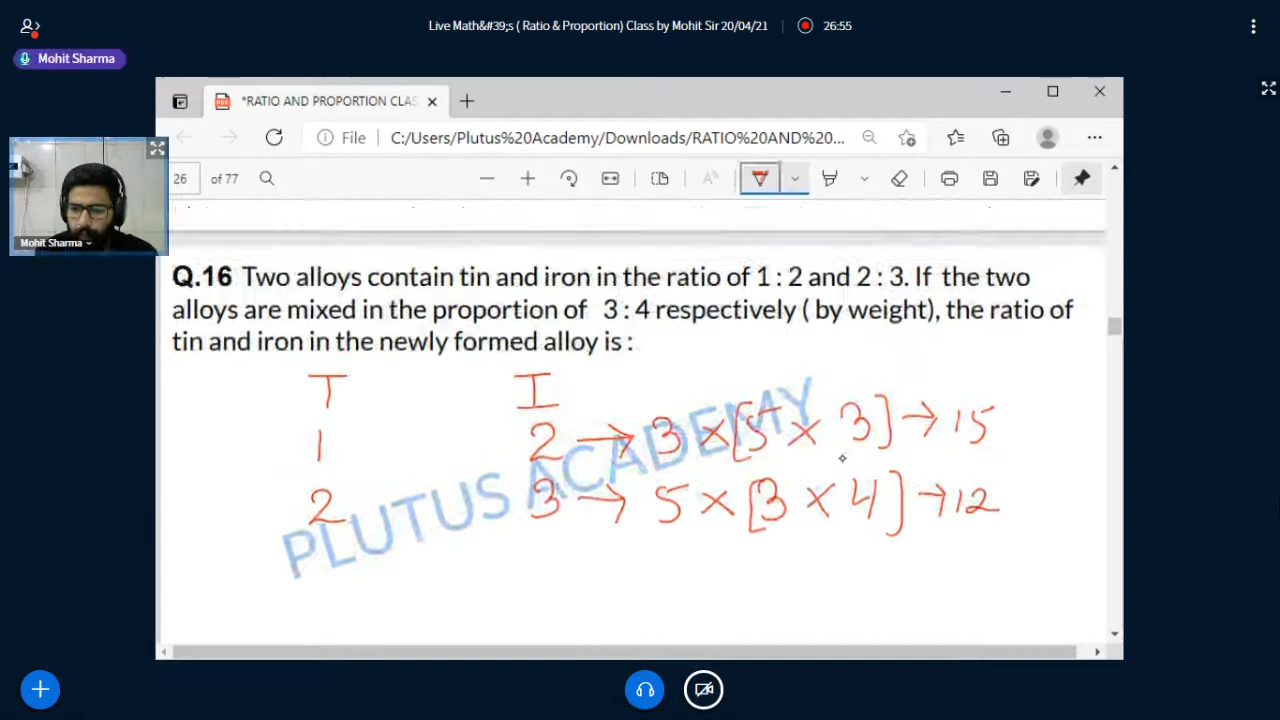 Live Math&#39;s ( Ratio & Proportion) Class by Mohit Sir 20/04/21
26:55
Mohit Sharma
*RATIO AND PROPORTION CLAS
File
C:/Users/Plutus%20Academy/Downloads/RATIO%20AND%20...
26 of 77
Mohit Sharma
Q.16 Two alloys contain tin and iron in the ratio of 1 : 2 and 2 : 3. If the two
alloys are mixed in the proportion of 3 : 4 respectively ( by weight), the ratio of
tin and iron in the newly formed alloy is :
T I
1 2 → 3 × [5 × 3] → 15
2 3 → 5 × [3 × 4] → 12
PLUTUS ACADEMY